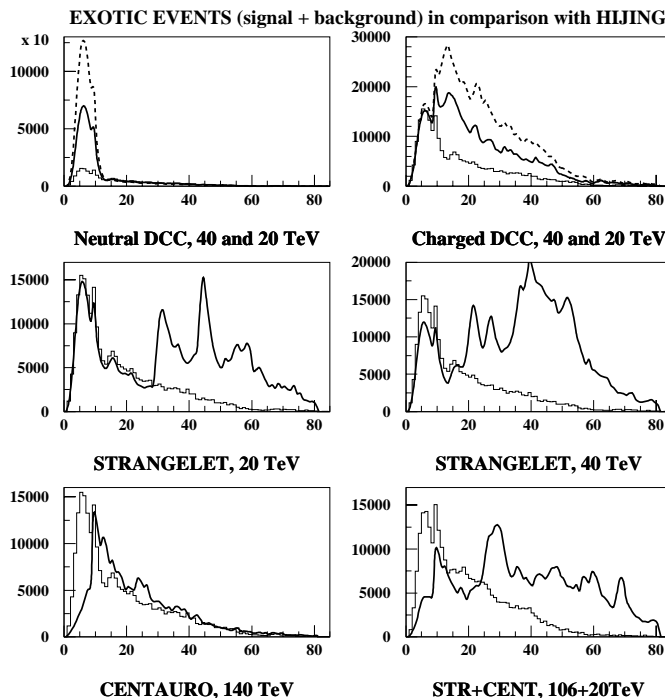 EXOTIC EVENTS (signal + background) in comparison with HIJING
x 10
10000
5000
0
0 20 40 60 80
Neutral DCC, 40 and 20 TeV
30000
20000
10000
0
0 20 40 60 80
Charged DCC, 40 and 20 TeV
15000
10000
5000
0
0 20 40 60 80
STRANGELET, 20 TeV
20000
15000
10000
5000
0
0 20 40 60 80
STRANGELET, 40 TeV
15000
10000
5000
0
0 20 40 60 80
CENTAURO, 140 TeV
15000
10000
5000
0
0 20 40 60 80
STR+CENT, 106+20TeV